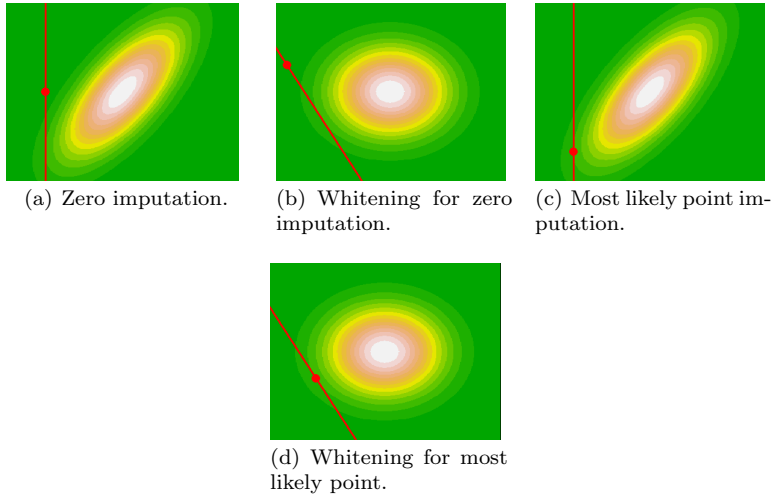 (a) Zero imputation.
(b) Whitening for zero
imputation.
(c) Most likely point im-
putation.
(d) Whitening for most
likely point.